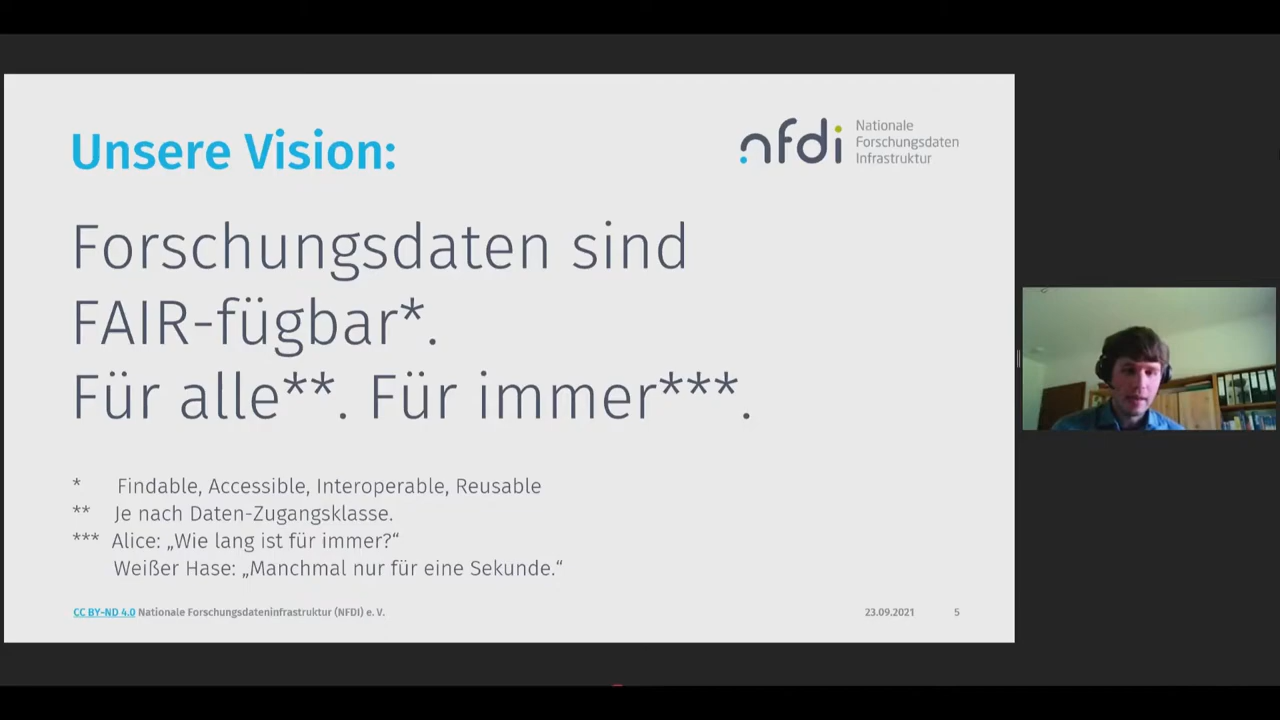 Unsere Vision:
nfdi
Nationale
Forschungsdaten
Infrastruktur
Forschungsdaten sind
FAIR-fügbar*.
Für alle**. Für immer***.
* Findable, Accessible, Interoperable, Reusable
** Je nach Daten-Zugangsklasse.
*** Alice: „Wie lang ist für immer?“
Weißer Hase: „Manchmal nur für eine Sekunde.“
CC BY-ND 4.0 Nationale Forschungsdateninfrastruktur (NFDI) e. V.
23.09.2021 5